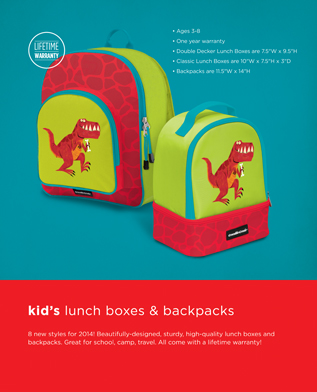 LIFETIME
WARRANTY
• Ages 3-8
• One year warranty
• Double Decker Lunch Boxes are 7.5"W x 9.5"H
• Classic Lunch Boxes are 10"W x 7.5"H x 3"D
• Backpacks are 11.5"W x 14"H
kid's lunch boxes & backpacks
8 new styles for 2014! Beautifully-designed, sturdy, high-quality lunch boxes and
backpacks. Great for school, camp, travel. All come with a lifetime warranty!